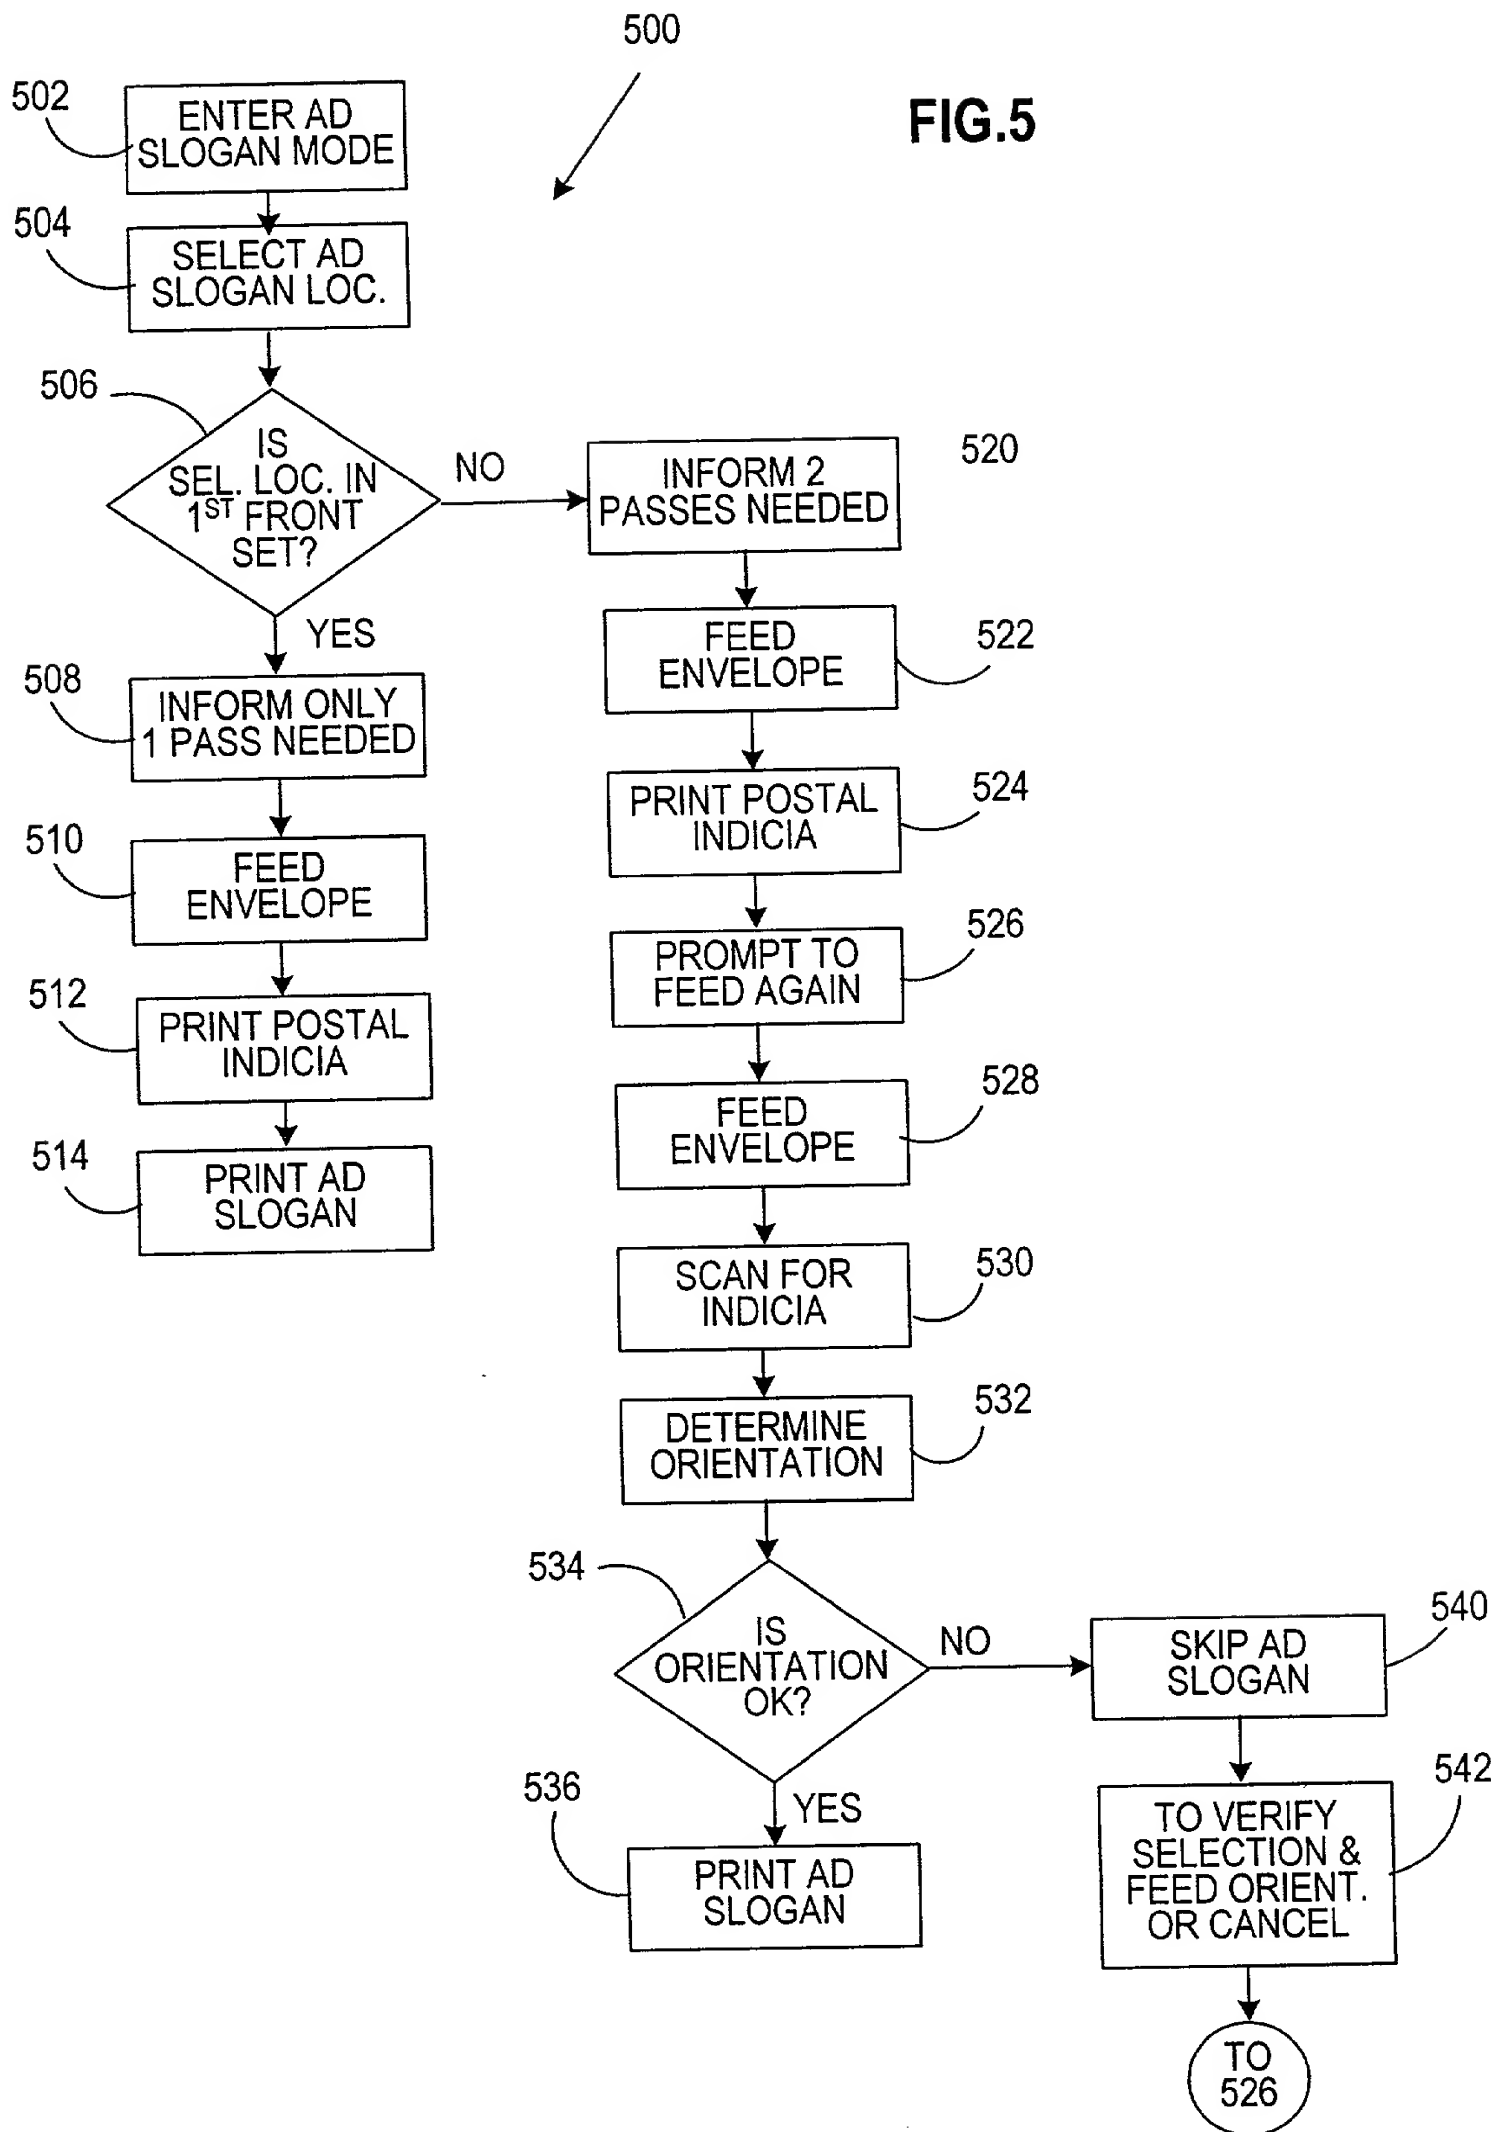 500
FIG.5
502
ENTER AD
SLOGAN MODE
504
SELECT AD
SLOGAN LOC.
506
IS
SEL. LOC. IN
1ST FRONT
SET?
NO
YES
508
INFORM ONLY
1 PASS NEEDED
510
FEED
ENVELOPE
512
PRINT POSTAL
INDICIA
514
PRINT AD
SLOGAN
520
INFORM 2
PASSES NEEDED
522
FEED
ENVELOPE
524
PRINT POSTAL
INDICIA
526
PROMPT TO
FEED AGAIN
528
FEED
ENVELOPE
530
SCAN FOR
INDICIA
532
DETERMINE
ORIENTATION
534
IS
ORIENTATION
OK?
NO
YES
536
PRINT AD
SLOGAN
540
SKIP AD
SLOGAN
542
TO VERIFY
SELECTION &
FEED ORIENT.
OR CANCEL
TO
526